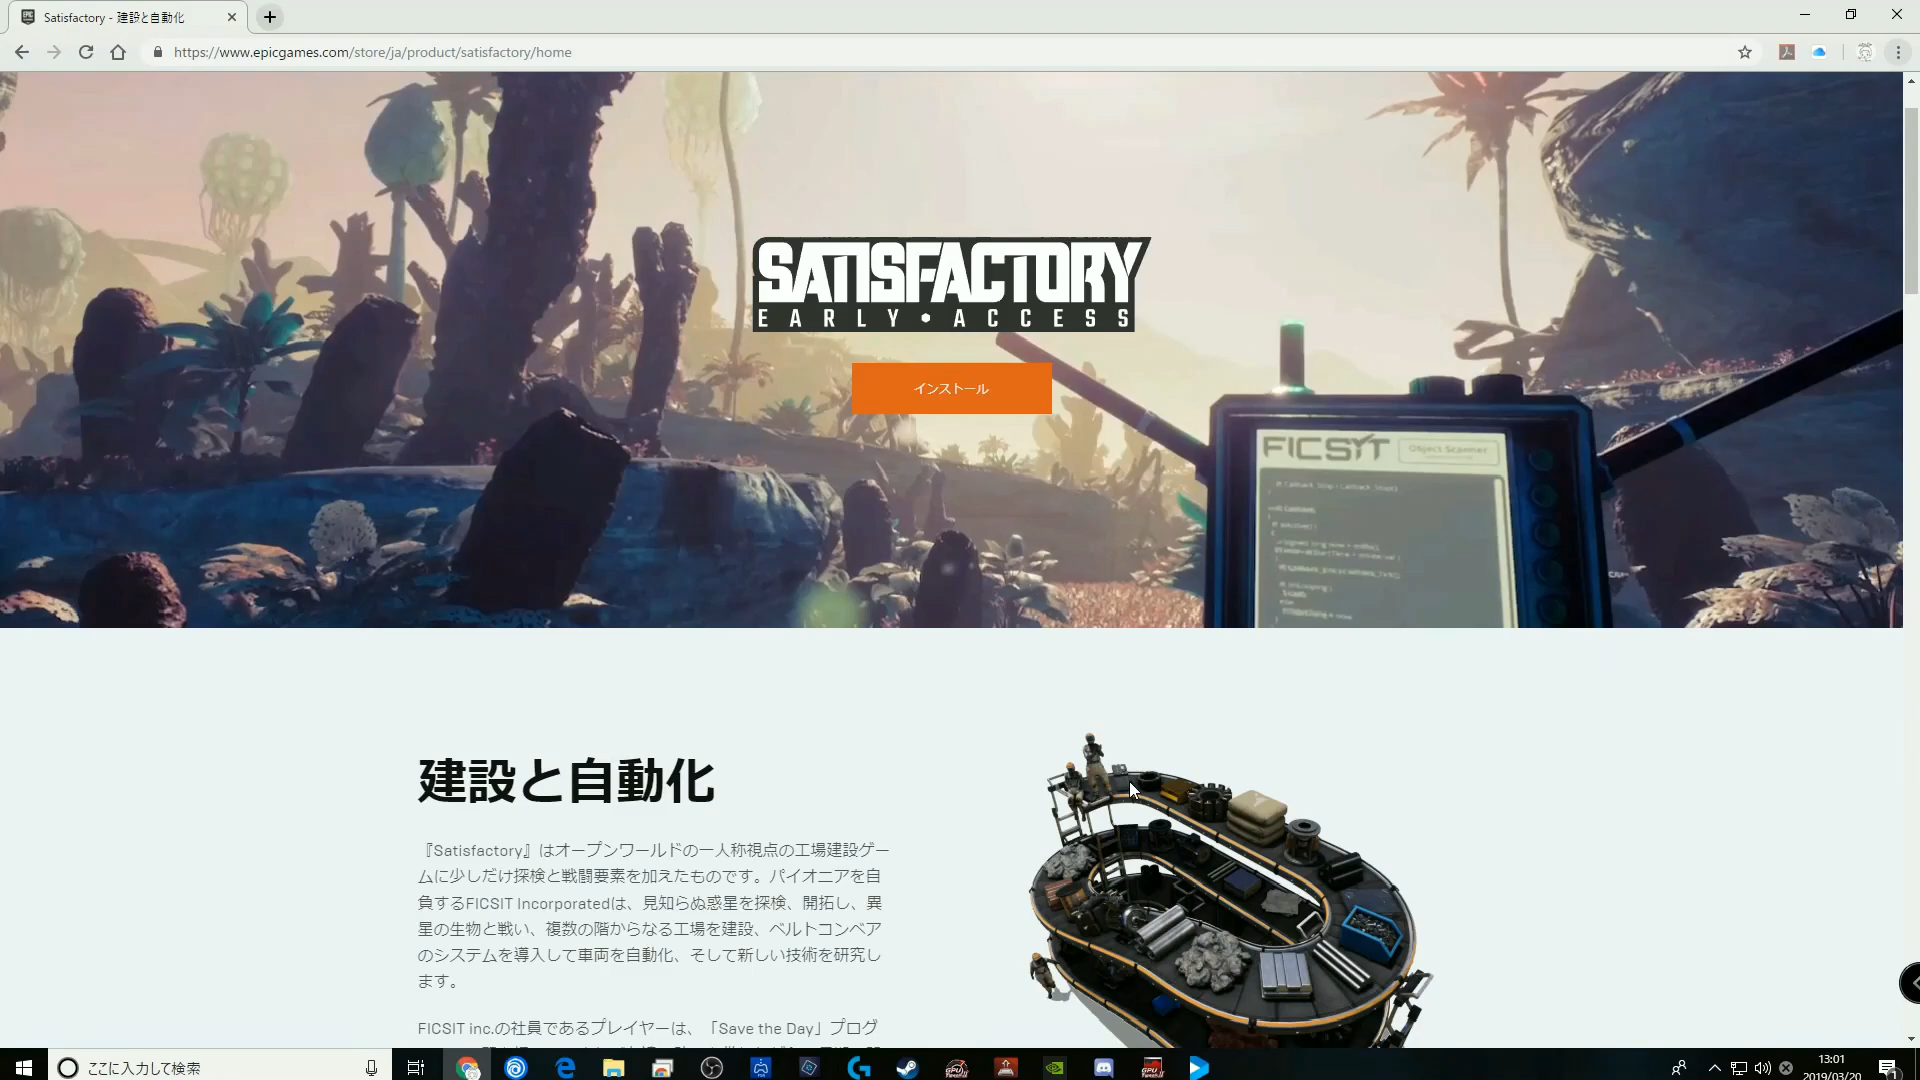 Satisfactory - 建設と自動化
https://www.epicgames.com/store/ja/product/satisfactory/home
SATISFACTORY
EARLY • ACCESS
インストール
FICSIT
Object Scanner
建設と自動化
『Satisfactory』はオープンワールドの一人称視点の工場建設ゲー
ムに少しだけ探検と戦闘要素を加えたものです。パイオニアを自
負するFICSIT Incorporatedは、見知らぬ惑星を探検、開拓し、異
星の生物と戦い、複数の階からなる工場を建設、ベルトコンベア
のシステムを導入して車両を自動化、そして新しい技術を研究し
ます。
FICSIT inc.の社員であるプレイヤーは、「Save the Day」プログ
ここに入力して検索
13:01
2019/03/20